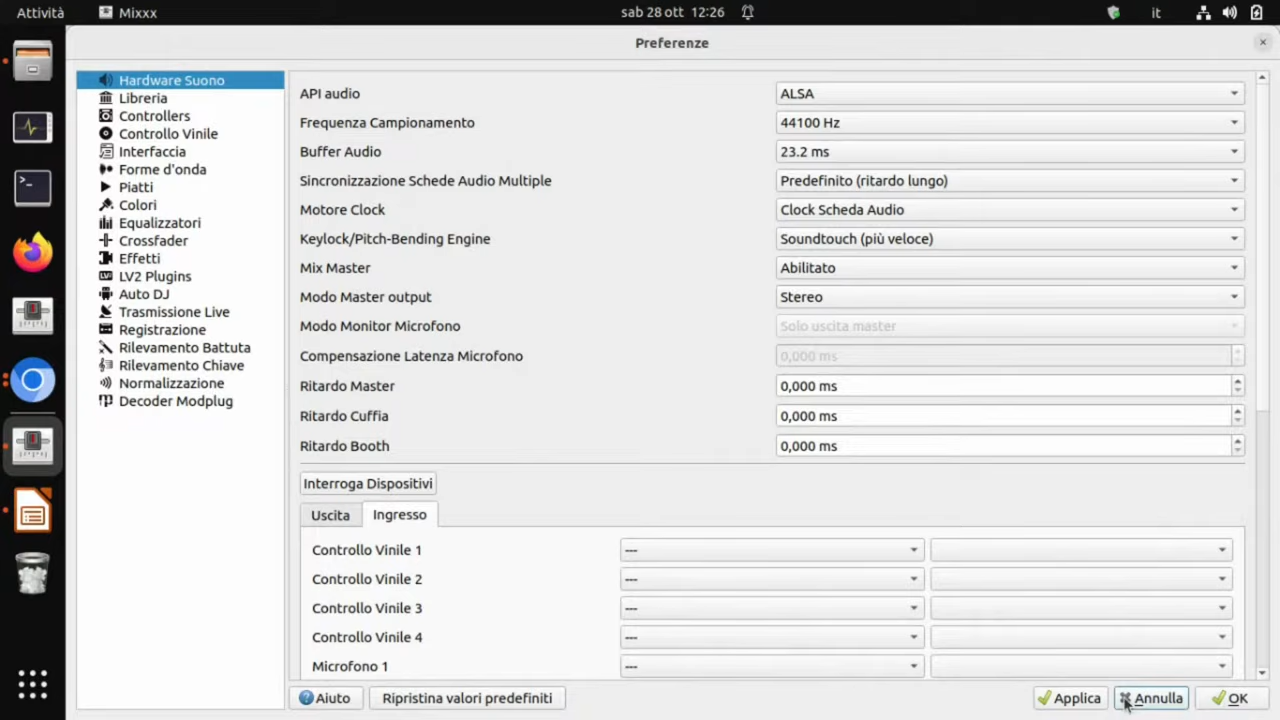 Attività Mixxx sab 28 ott 12:26 it
Preferenze
Hardware Suono
Libreria
Controllers
Controllo Vinile
Interfaccia
Forme d'onda
Piatti
Colori
Equalizzatori
Crossfader
Effetti
LV2 Plugins
Auto DJ
Trasmissione Live
Registrazione
Rilevamento Battuta
Rilevamento Chiave
Normalizzazione
Decoder Modplug
API audio ALSA
Frequenza Campionamento 44100 Hz
Buffer Audio 23.2 ms
Sincronizzazione Schede Audio Multiple Predefinito (ritardo lungo)
Motore Clock Clock Scheda Audio
Keylock/Pitch-Bending Engine Soundtouch (più veloce)
Mix Master Abilitato
Modo Master output Stereo
Modo Monitor Microfono Solo uscita master
Compensazione Latenza Microfono 0,000 ms
Ritardo Master 0,000 ms
Ritardo Cuffia 0,000 ms
Ritardo Booth 0,000 ms
Interroga Dispositivi
Uscita Ingresso
Controllo Vinile 1 ---
Controllo Vinile 2 ---
Controllo Vinile 3 ---
Controllo Vinile 4 ---
Microfono 1 ---
Aiuto Ripristina valori predefiniti Applica Annulla OK